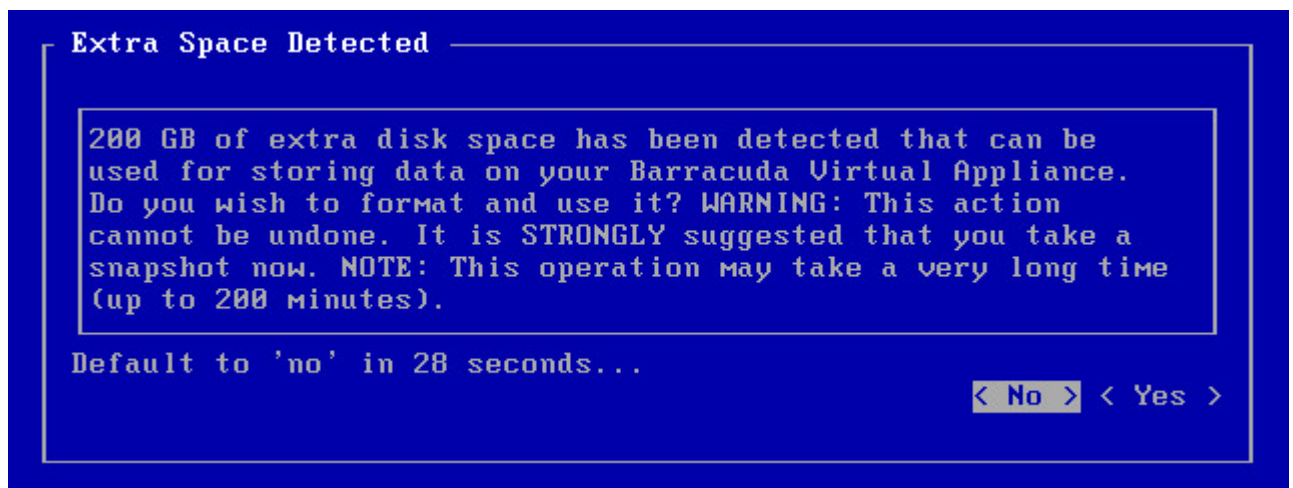 Extra Space Detected
200 GB of extra disk space has been detected that can be
used for storing data on your Barracuda Virtual Appliance.
Do you wish to format and use it? WARNING: This action
cannot be undone. It is STRONGLY suggested that you take a
snapshot now. NOTE: This operation may take a very long time
(up to 200 minutes).
Default to 'no' in 28 seconds...
< No > < Yes >